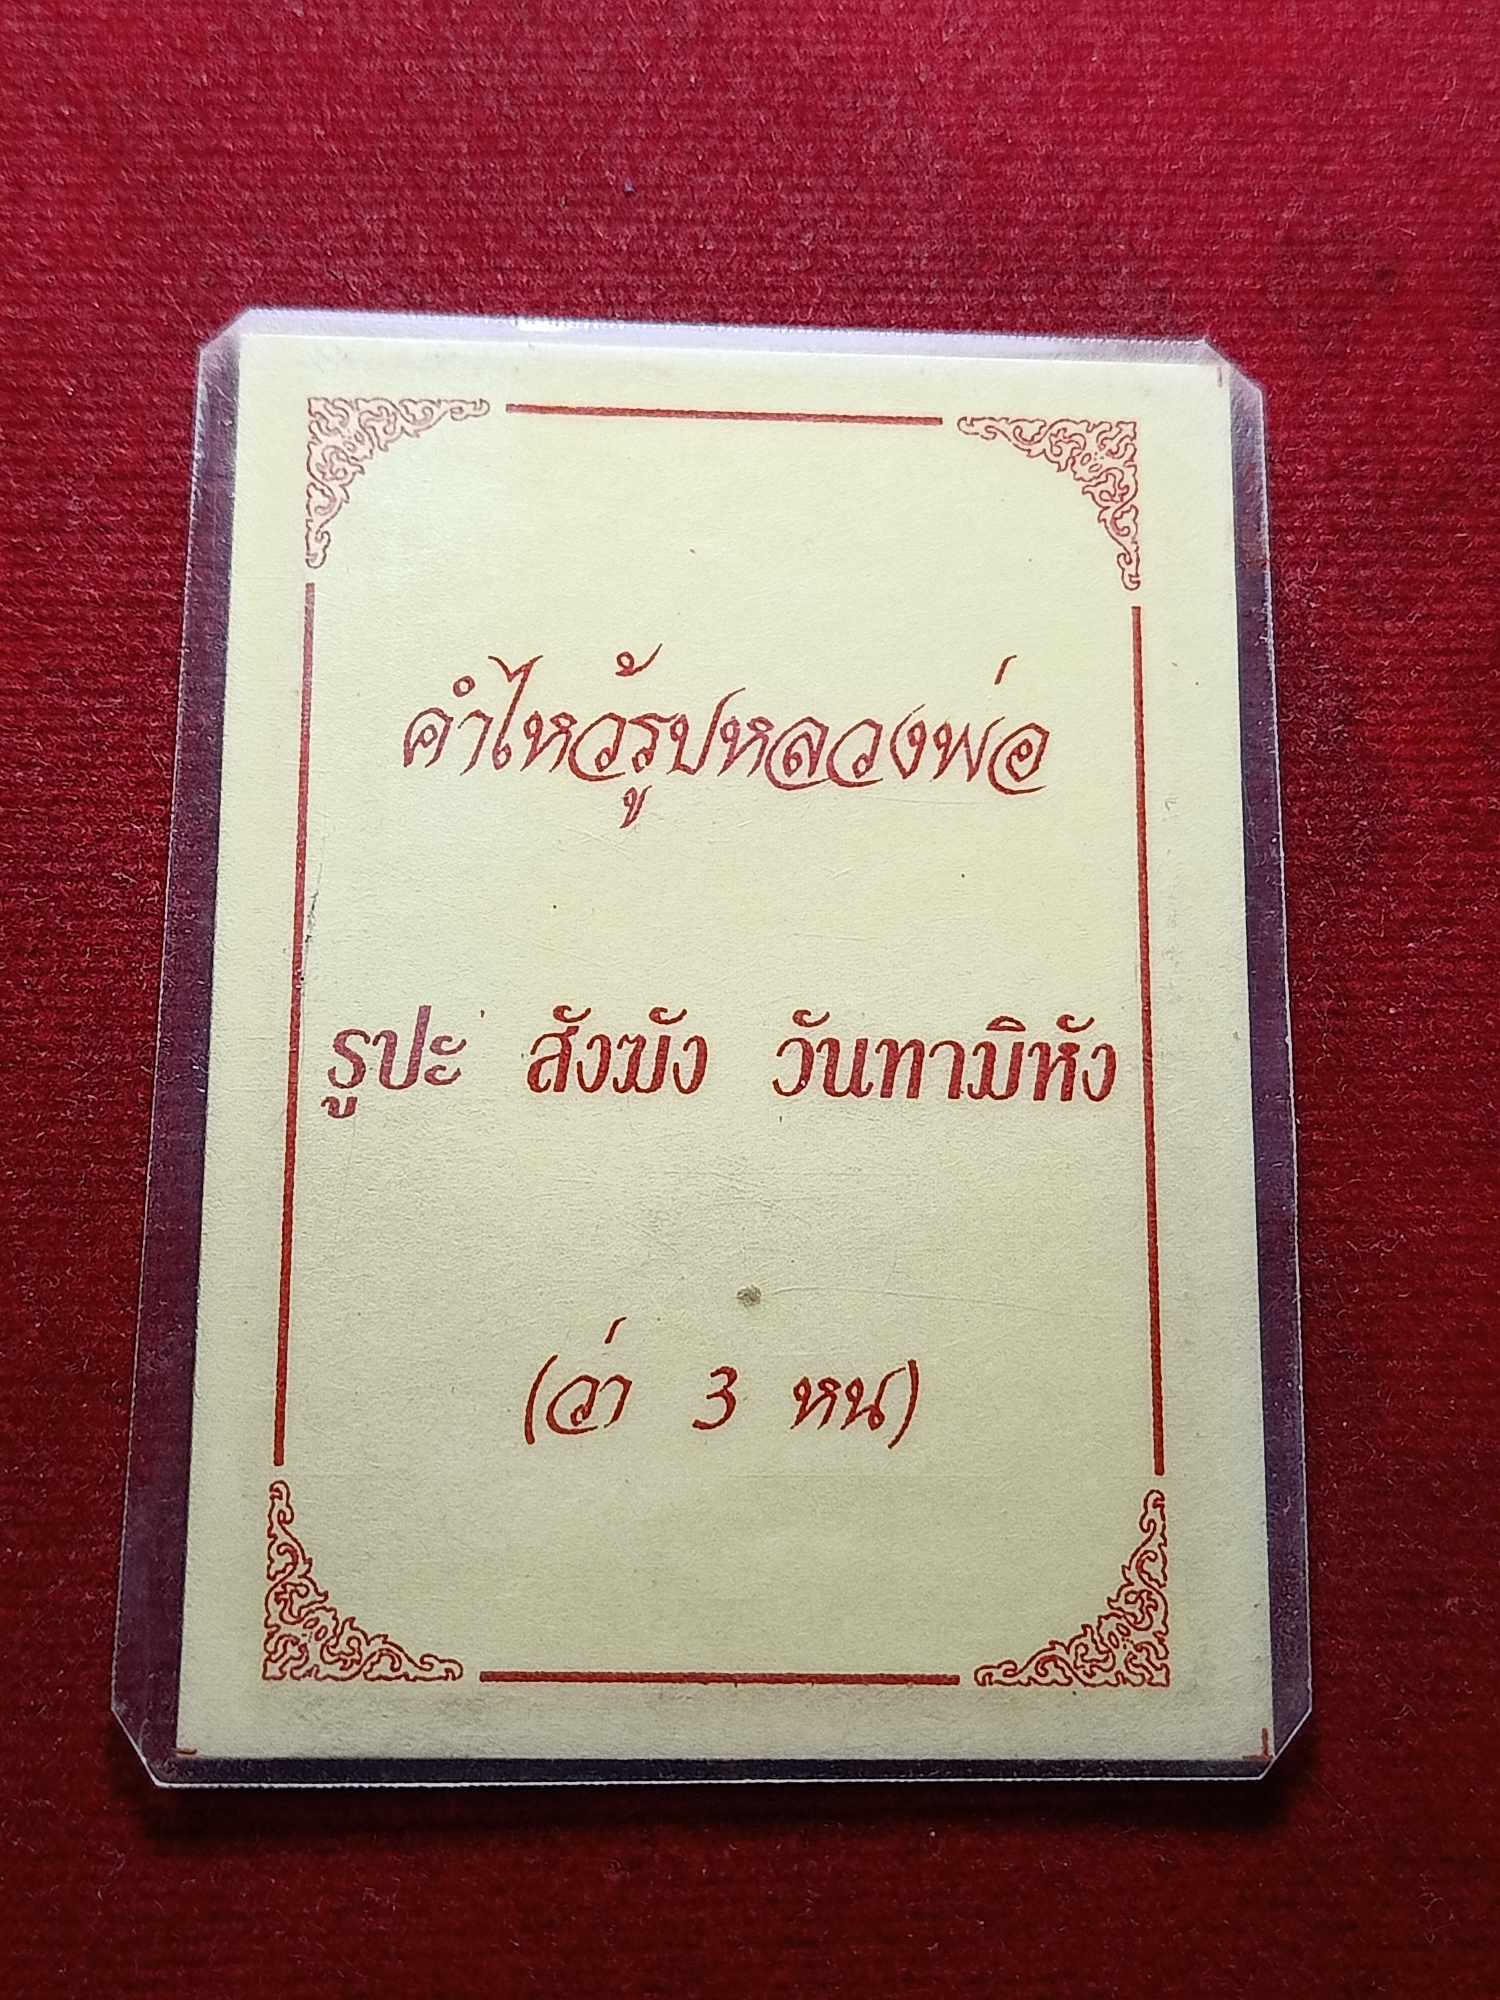 คำไหว้รูปหลวงพ่อ
รูปะ สังฆัง วันทามิหัง
(ว่า 3 หน)